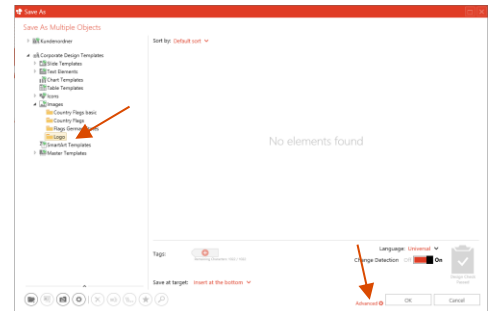 Save As
Save As Multiple Objects
Kundenordner
Sort by: Default sort
Corporate Design Templates
Slide Templates
Text Elements
Chart Templates
Table Templates
Icons
Images
Country Flags basic
Country Flags
Flags German
Logo
SmartArt Templates
Master Templates
No elements found
Tags:
Language: Universal
Change Detection Off On
Save at target: Insert at the bottom
Advanced
OK
Cancel